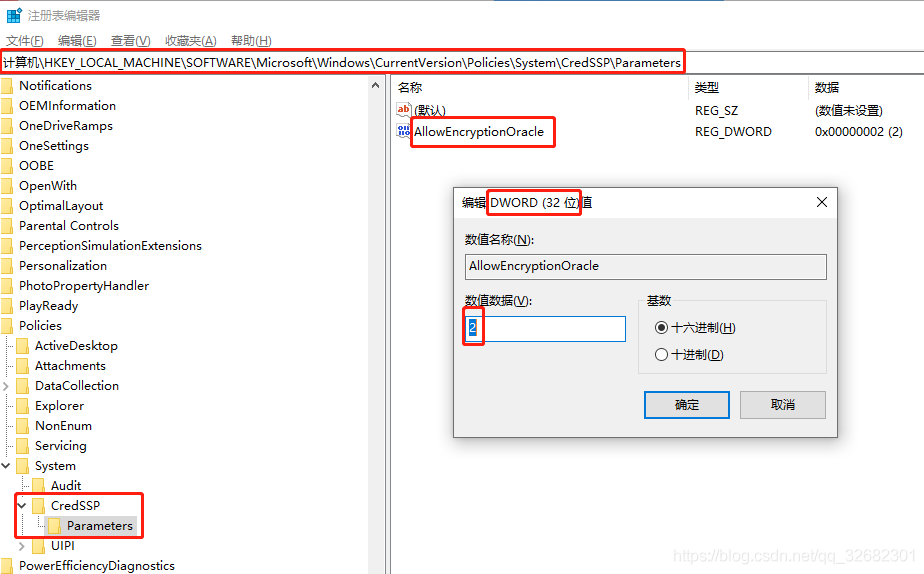 注册表编辑器
文件(F) 编辑(E) 查看(V) 收藏夹(A) 帮助(H)
计算机\HKEY_LOCAL_MACHINE\SOFTWARE\Microsoft\Windows\CurrentVersion\Policies\System\CredSSP\Parameters
Notifications
OEMInformation
OneDriveRamps
OneSettings
OOBE
OpenWith
OptimalLayout
Parental Controls
PerceptionSimulationExtensions
Personalization
PhotoPropertyHandler
PlayReady
Policies
ActiveDesktop
Attachments
DataCollection
Explorer
NonEnum
Servicing
System
Audit
CredSSP
Parameters
UIPI
PowerEfficiencyDiagnostics
名称 类型 数据
ab (默认) REG_SZ (数值未设置)
AllowEncryptionOracle REG_DWORD 0x00000002 (2)
编辑 DWORD (32 位)值
数值名称(N):
AllowEncryptionOracle
数值数据(V):
2
基数
十六进制(H)
十进制(D)
确定 取消
https://blog.csdn.net/qq_32682301